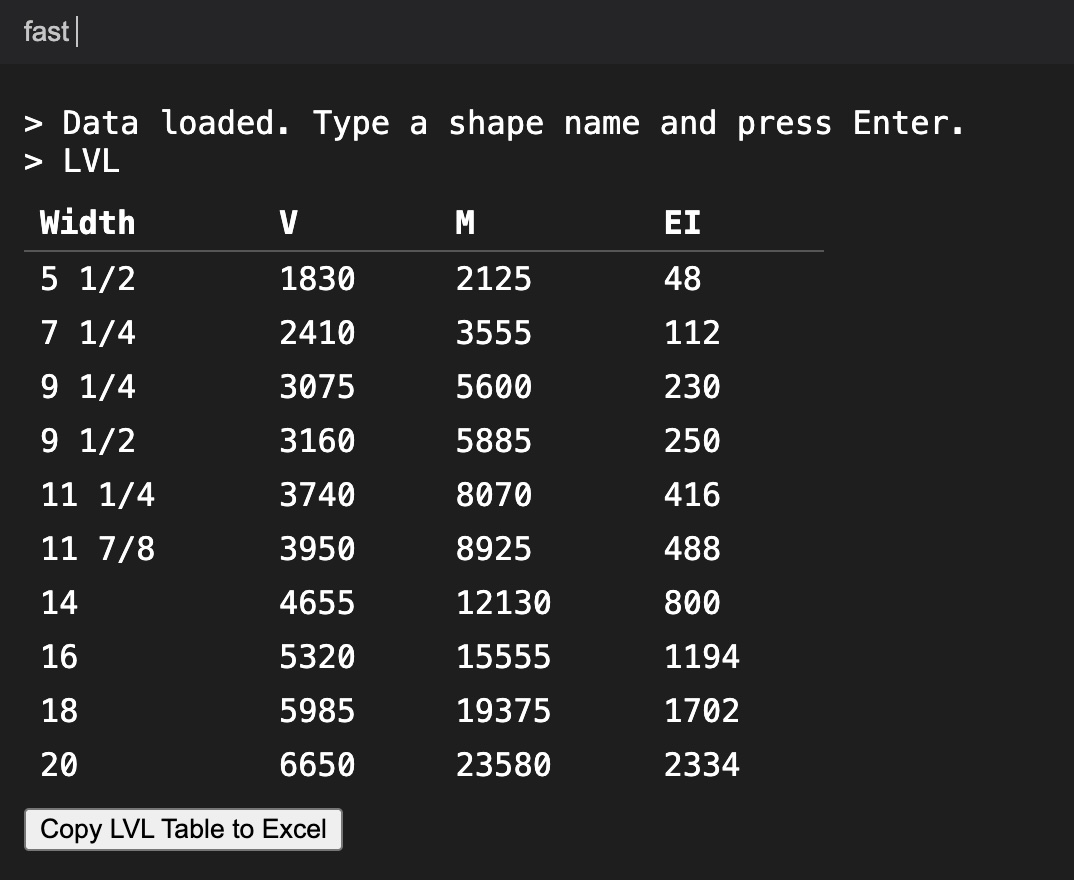 fast
> Data loaded. Type a shape name and press Enter.
> LVL
Width V M EI
5 1/2 1830 2125 48
7 1/4 2410 3555 112
9 1/4 3075 5600 230
9 1/2 3160 5885 250
11 1/4 3740 8070 416
11 7/8 3950 8925 488
14 4655 12130 800
16 5320 15555 1194
18 5985 19375 1702
20 6650 23580 2334
Copy LVL Table to Excel